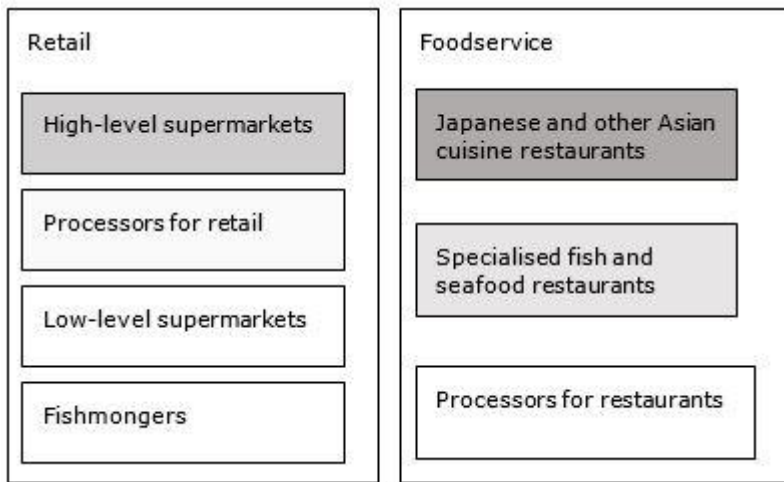 Retail
High-level supermarkets
Processors for retail
Low-level supermarkets
Fishmongers
Foodservice
Japanese and other Asian
cuisine restaurants
Specialised fish and
seafood restaurants
Processors for restaurants